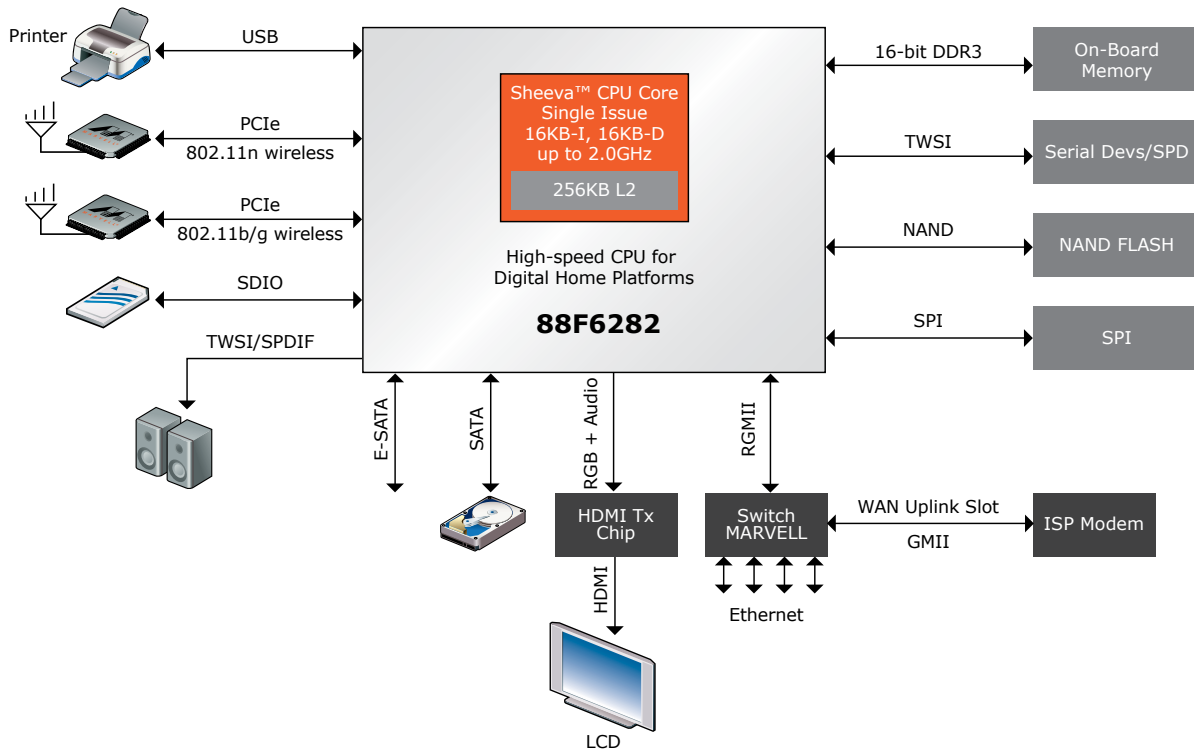 Printer
USB
PCIe
802.11n wireless
PCIe
802.11b/g wireless
SDIO
TWSI/SPDIF
Sheeva™ CPU Core
Single Issue
16KB-I, 16KB-D
up to 2.0GHz
256KB L2
High-speed CPU for
Digital Home Platforms
88F6282
16-bit DDR3
On-Board
Memory
TWSI
Serial Devs/SPD
NAND
NAND FLASH
SPI
SPI
E-SATA
SATA
RGB + Audio
RGMII
HDMI Tx
Chip
Switch
MARVELL
WAN Uplink Slot
GMII
ISP Modem
HDMI
Ethernet
LCD